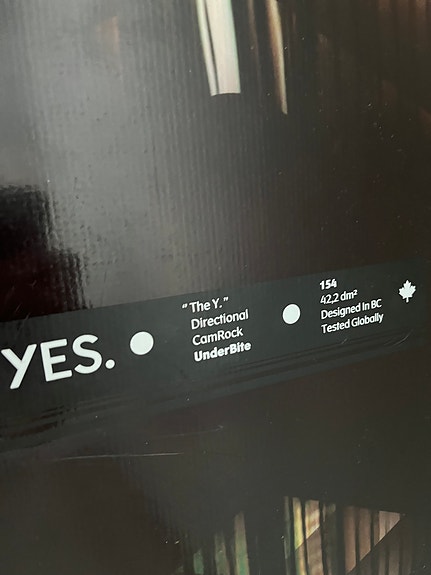 YES.
“The Y.”
Directional
CamRock
UnderBite
154
42,2 dm²
Designed In BC
Tested Globally